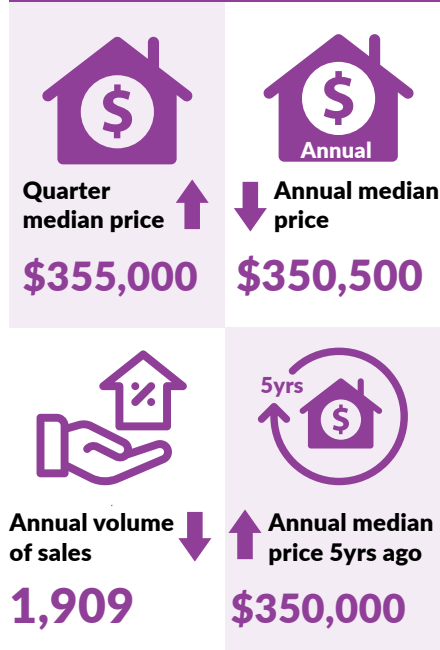 $
$
Annual
Quarter
median price
$355,000
Annual median
price
$350,500
%
5yrs
$
Annual volume
of sales
1,909
Annual median
price 5yrs ago
$350,000